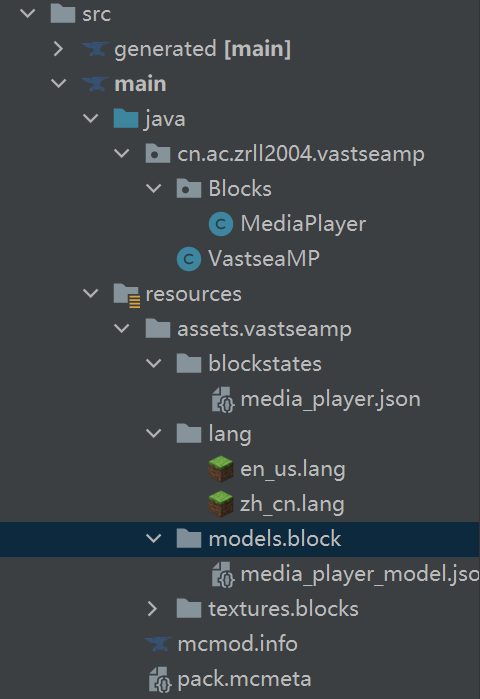 src
generated [main]
main
java
cn.ac.zrll2004.vastseamp
Blocks
MediaPlayer
VastseaMP
resources
assets.vastseamp
blockstates
media_player.json
lang
en_us.lang
zh_cn.lang
models.block
media_player_model.jso
textures.blocks
mcmod.info
pack.mcmeta